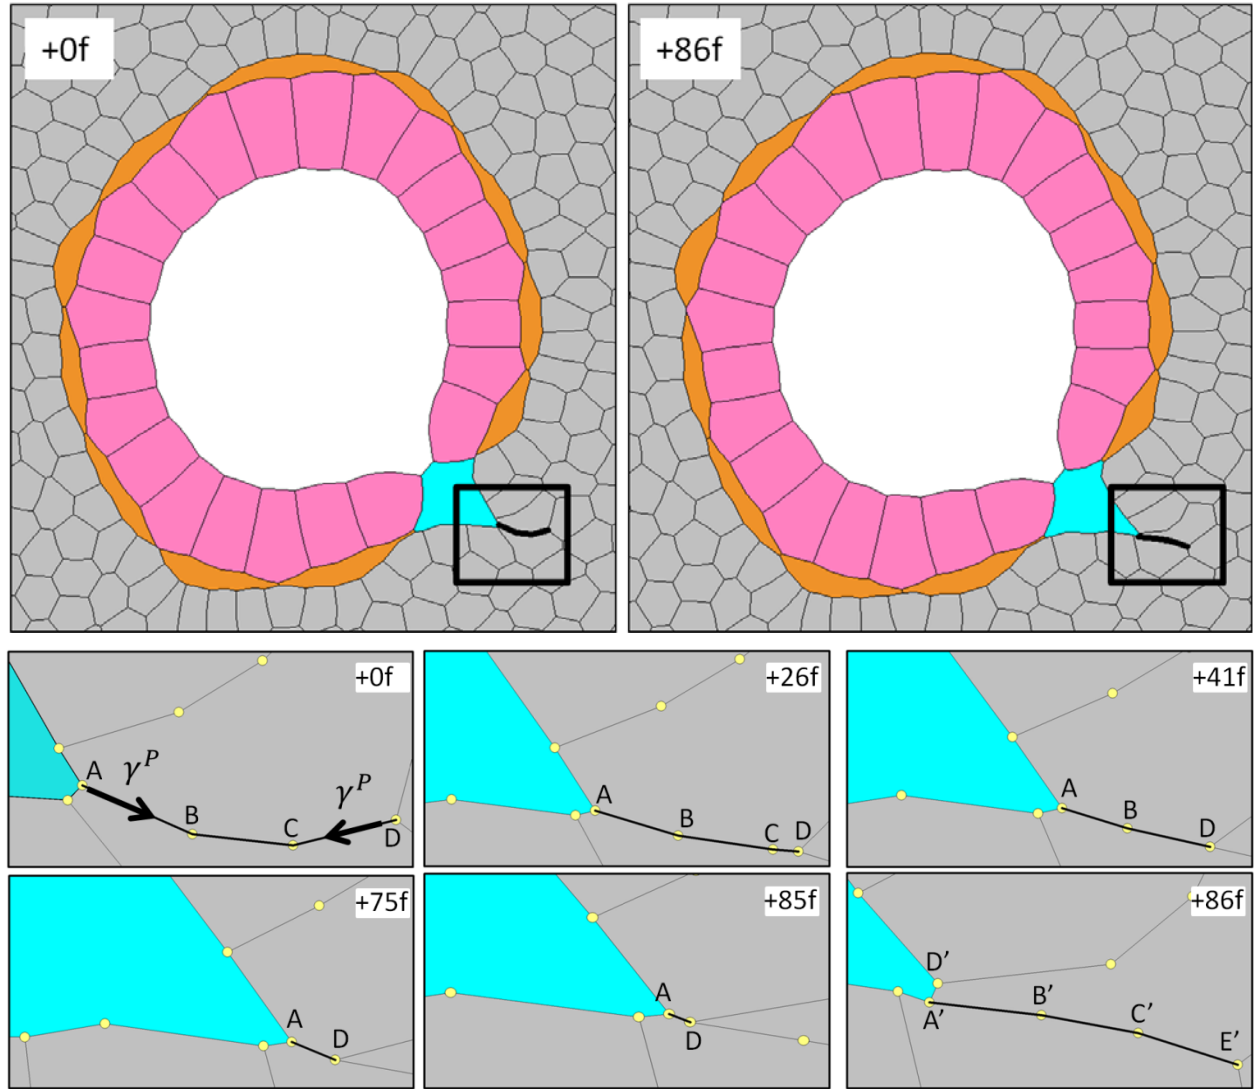 +0f
+86f
+0f
A
γ^P
γ^P
B
C
D
+26f
A
B
C D
+41f
A
B
D
+75f
A
D
+85f
A
D
+86f
D’
A’
B’
C’
E’